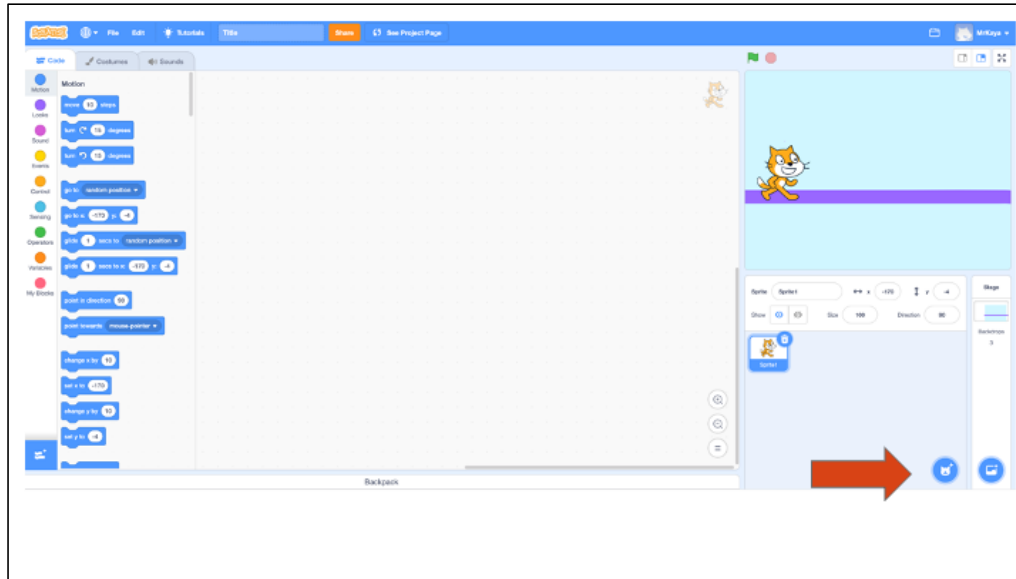 SCRATCH File Edit Tutorials Title Share See Project Page MrKaye
Code Costumes Sounds
Motion
Looks
Sound
Events
Control
Sensing
Operators
Variables
My Blocks
Motion
move 10 steps
turn 15 degrees
turn 15 degrees
go to random position
go to x: -173 y: -4
glide 1 secs to random position
glide 1 secs to x: -173 y: -4
point in direction 90
point towards mouse-pointer
change x by 10
set x to -173
change y by 10
set y to -4
Backpack
Sprite Sprite1 x y -4
Show Size 100 Direction 90
Sprite1
Stage
Backdrops